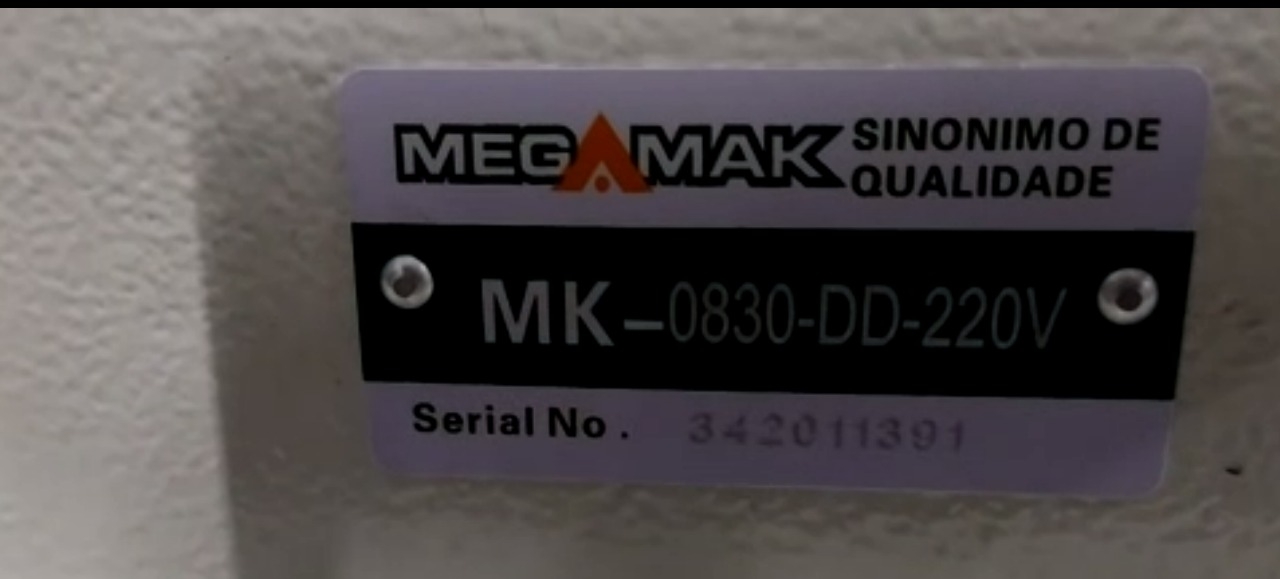 MEGAMAK SINONIMO DE
QUALIDADE
MK-0830-DD-220V
Serial No. 342011391